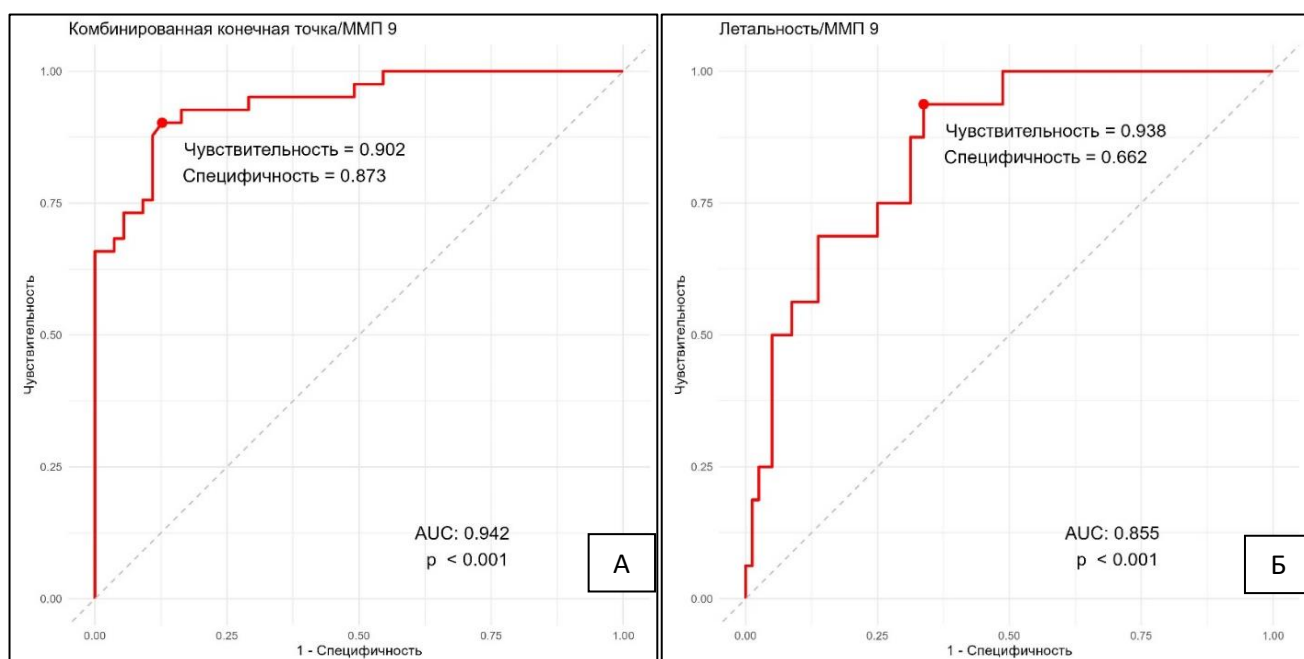 Комбинированная конечная точка/ММП 9
1.00
Чувствительность = 0.902
Специфичность = 0.873
0.75
Чувствительность
0.50
0.25
AUC: 0.942
p < 0.001
А
0.00
0.00 0.25 0.50 0.75 1.00
1 - Специфичность
Летальность/ММП 9
1.00
Чувствительность = 0.938
Специфичность = 0.662
0.75
Чувствительность
0.50
0.25
AUC: 0.855
p < 0.001
Б
0.00
0.00 0.25 0.50 0.75 1.00
1 - Специфичность